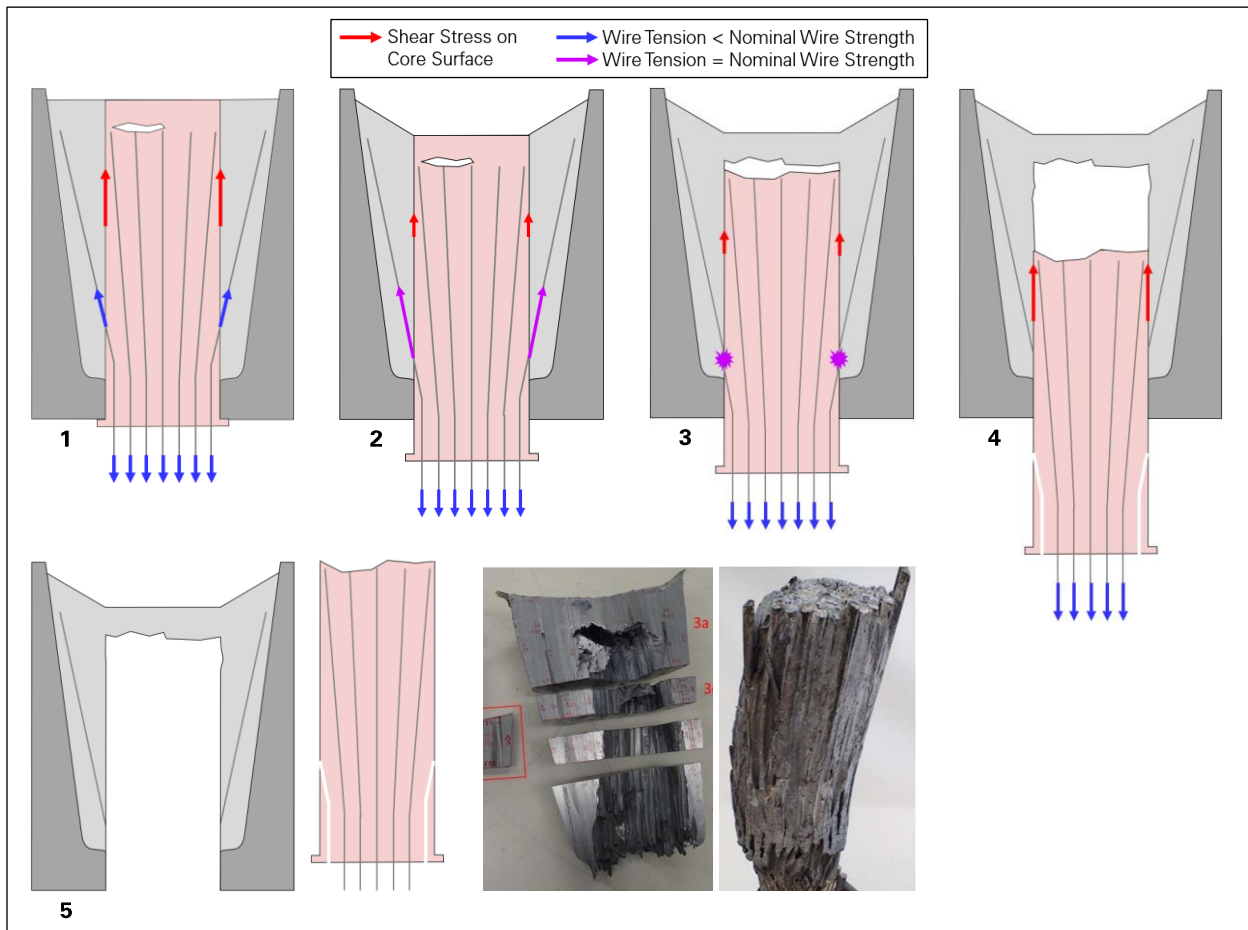 Shear Stress on
Core Surface
Wire Tension < Nominal Wire Strength
Wire Tension = Nominal Wire Strength
1
2
3
4
5
3a